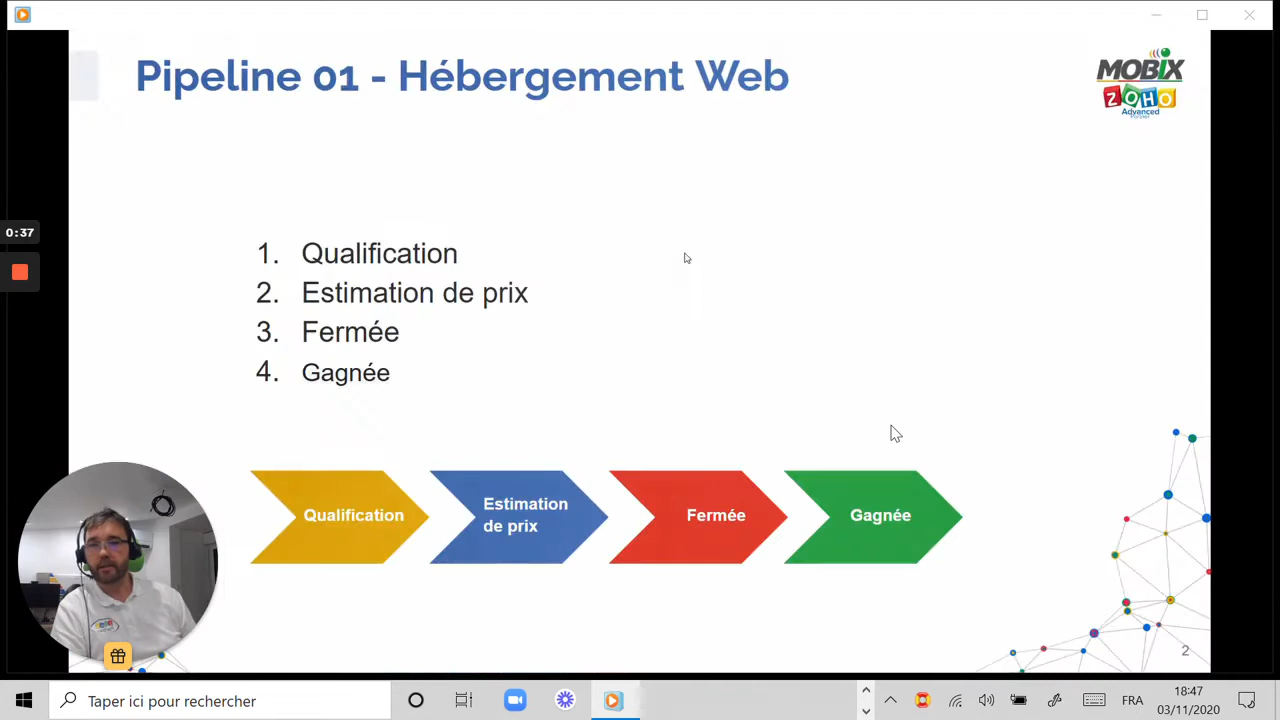 Pipeline 01 - Hébergement Web
MOBIX
ZOHO
Advanced
Partner
0:37
1. Qualification
2. Estimation de prix
3. Fermée
4. Gagnée
Qualification
Estimation
de prix
Fermée
Gagnée
2
Taper ici pour rechercher
FRA
18:47
03/11/2020